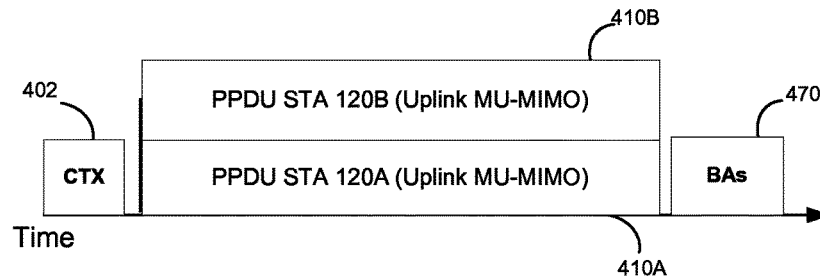 410B
402
PPDU STA 120B (Uplink MU-MIMO)
470
CTX
PPDU STA 120A (Uplink MU-MIMO)
BAs
Time
410A